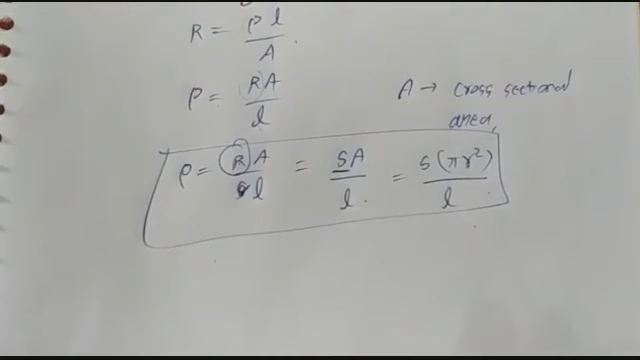 R = ρl/A.
ρ = RA/l
A → cross sectional
area,
ρ = RA/l = SA/l. = S(πr²)/l.